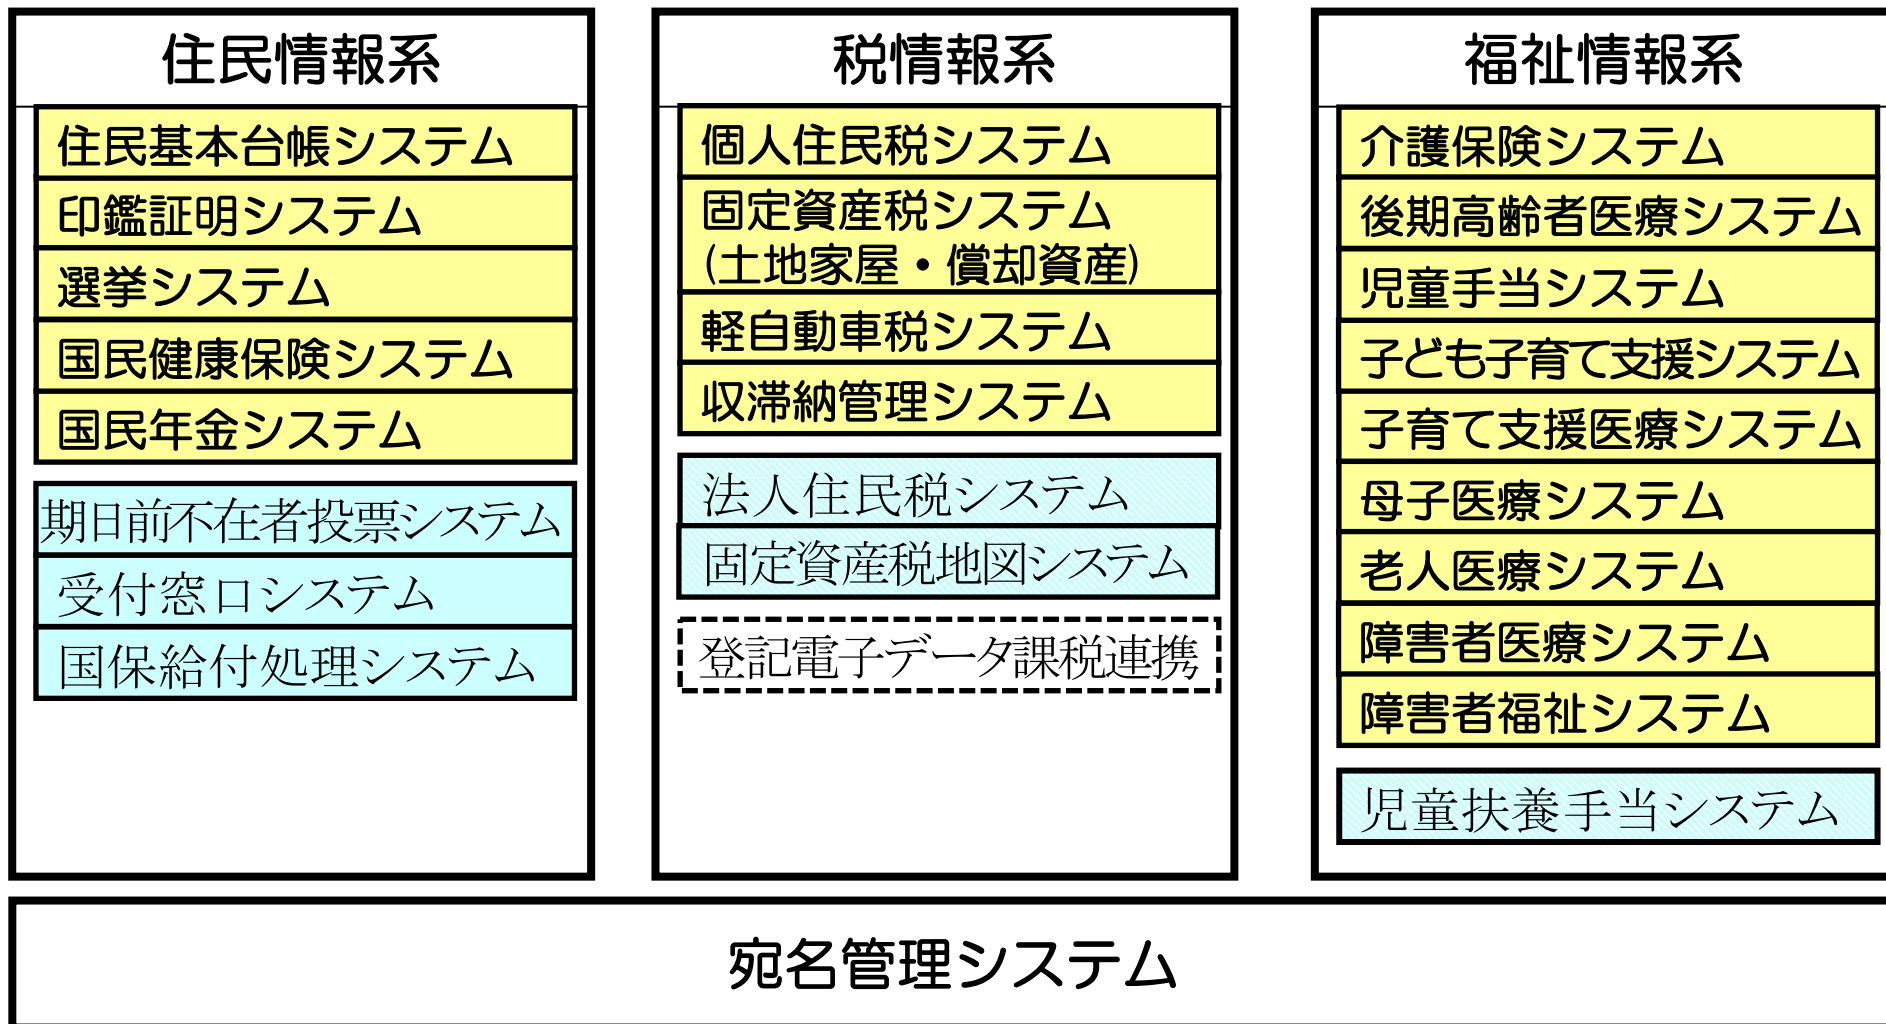 住民情報系
住民基本台帳システム
印鑑証明システム
選挙システム
国民健康保険システム
国民年金システム
期日前不在者投票システム
受付窓口システム
国保給付処理システム
税情報系
個人住民税システム
固定資産税システム
(土地家屋・償却資産)
軽自動車税システム
収滞納管理システム
法人住民税システム
固定資産税地図システム
登記電子データ課税連携
福祉情報系
介護保険システム
後期高齢者医療システム
児童手当システム
子ども子育て支援システム
子育て支援医療システム
母子医療システム
老人医療システム
障害者医療システム
障害者福祉システム
児童扶養手当システム
宛名管理システム